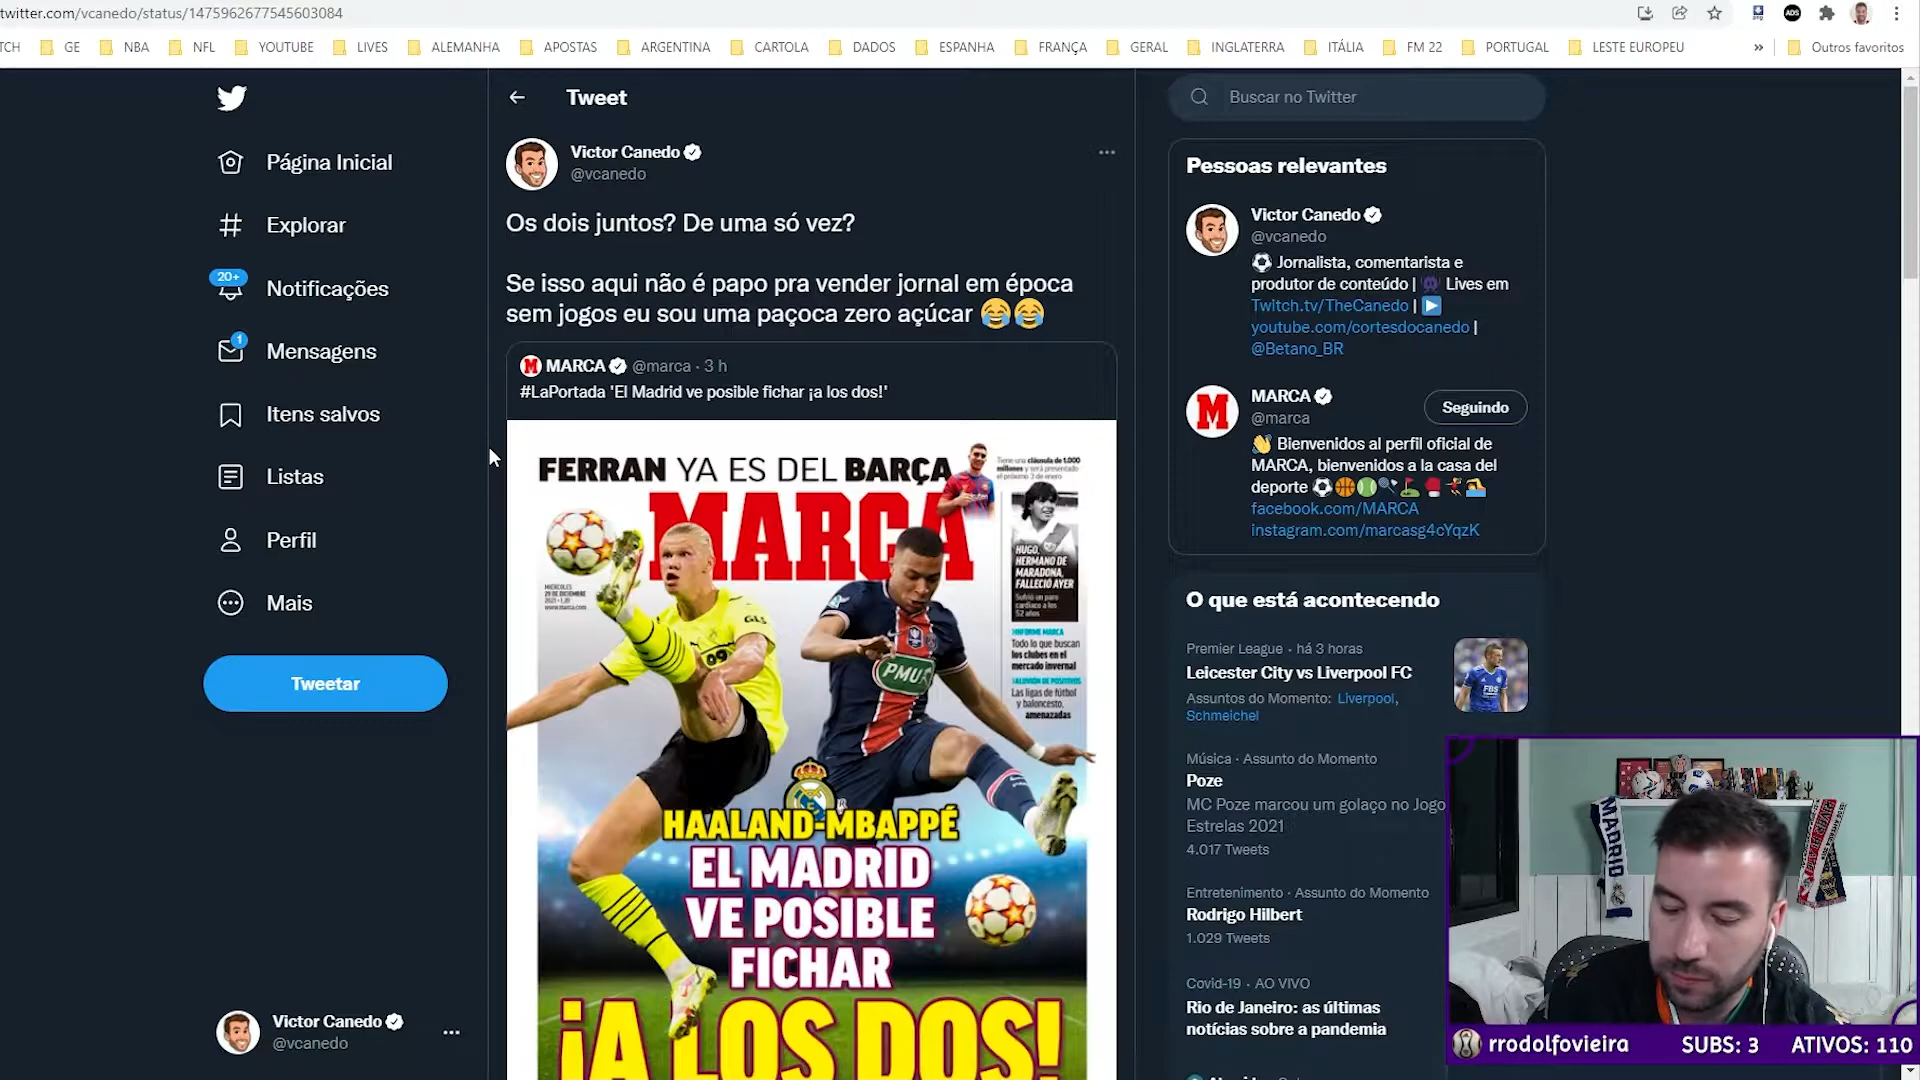 twitter.com/vcanedo/status/1475962677545603084
TCH GE NBA NFL YOUTUBE LIVES ALEMANHA APOSTAS ARGENTINA CARTOLA DADOS ESPANHA FRANÇA GERAL INGLATERRA ITÁLIA FM 22 PORTUGAL LESTE EUROPEU » Outros favoritos
ADS
Página Inicial
Explorar
20+
Notificações
1
Mensagens
Itens salvos
Listas
Perfil
Mais
Tweetar
Victor Canedo
@vcanedo
Tweet
Victor Canedo
@vcanedo
Os dois juntos? De uma só vez?
Se isso aqui não é papo pra vender jornal em época
sem jogos eu sou uma paçoca zero açúcar 😂😂
MARCA @marca · 3 h
#LaPortada 'El Madrid ve posible fichar ¡a los dos!'
FERRAN YA ES DEL BARÇA
Tiene una cláusula de 1.000
millones y será presentado
el próximo 3 de enero
MARCA
MIÉRCOLES
29 DE DICIEMBRE
2021 • 1,20
www.marca.com
HUGO,
HERMANO DE
MARADONA,
FALLECIÓ AYER
Sufrió un paro
cardíaco a los
52 años
INFORME MARCA
Todo lo que buscan
los clubes en el
mercado invernal
ALUVIÓN DE POSITIVOS
Las ligas de fútbol
y baloncesto,
amenazadas
GLS
09
PMU
HAALAND-MBAPPÉ
EL MADRID
VE POSIBLE
FICHAR
¡A LOS DOS!
Buscar no Twitter
Pessoas relevantes
Victor Canedo
@vcanedo
⚽ Jornalista, comentarista e
produtor de conteúdo | 👾 Lives em
Twitch.tv/TheCanedo | ▶️
youtube.com/cortesdocanedo |
@Betano_BR
M
MARCA
@marca
Seguindo
👋 Bienvenidos al perfil oficial de
MARCA, bienvenidos a la casa del
deporte ⚽🏀🎾🏸⛳🥊🤾🏊
facebook.com/MARCA
instagram.com/marcasg4cYqzK
O que está acontecendo
Premier League · há 3 horas
Leicester City vs Liverpool FC
Assuntos do Momento: Liverpool,
Schmeichel
FBS
Música · Assunto do Momento
Poze
MC Poze marcou um golaço no Jogo
Estrelas 2021
4.017 Tweets
Entretenimento · Assunto do Momento
Rodrigo Hilbert
1.029 Tweets
Covid-19 · AO VIVO
Rio de Janeiro: as últimas
notícias sobre a pandemia
MADRID
rrodolfovieira SUBS: 3 ATIVOS: 110